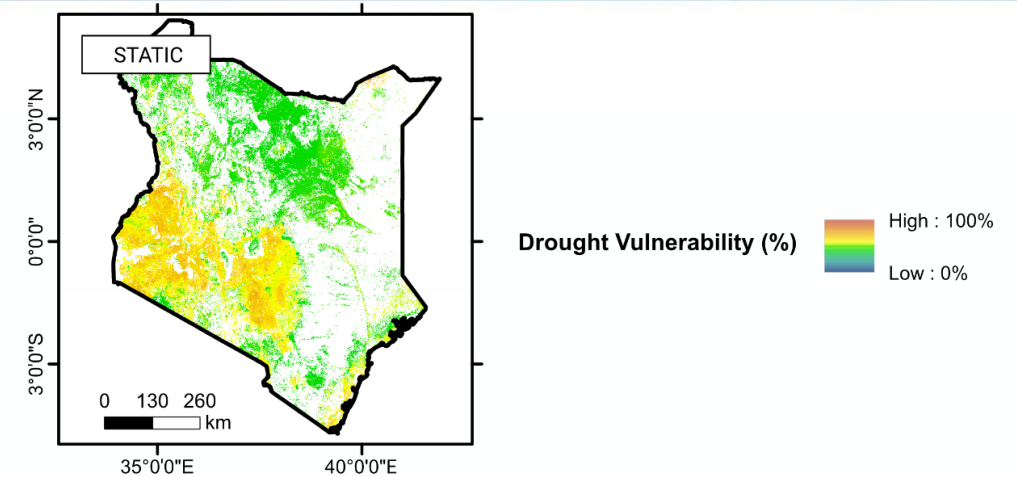 STATIC
3°0'0"N
0°0'0"
3°0'0"S
0 130 260
km
35°0'0"E 40°0'0"E
Drought Vulnerability (%)
High : 100%
Low : 0%